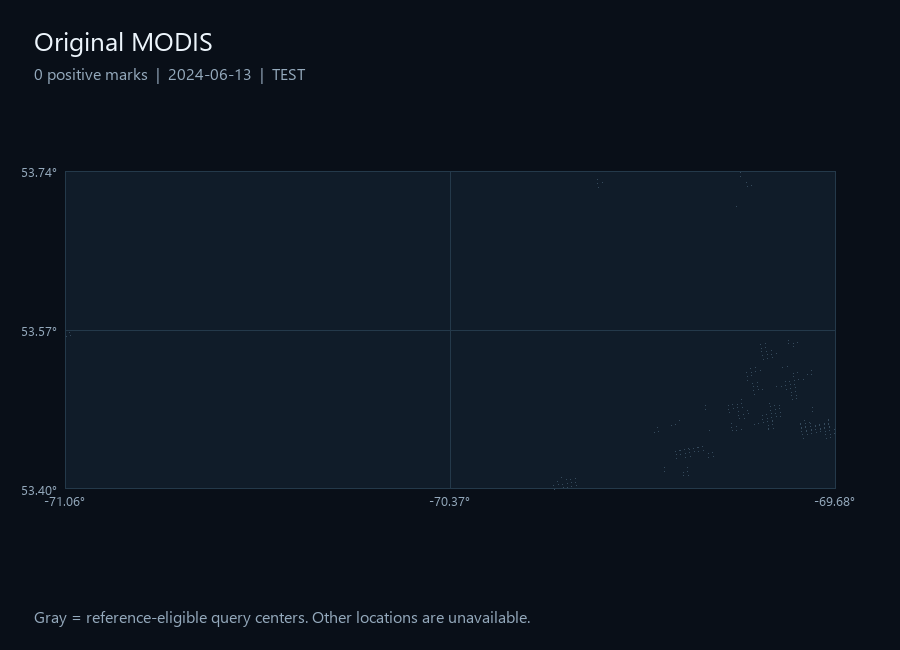 Original MODIS
0 positive marks | 2024-06-13 | TEST
53.74°
53.57°
53.40°
-71.06°
-70.37°
-69.68°
Gray = reference-eligible query centers. Other locations are unavailable.